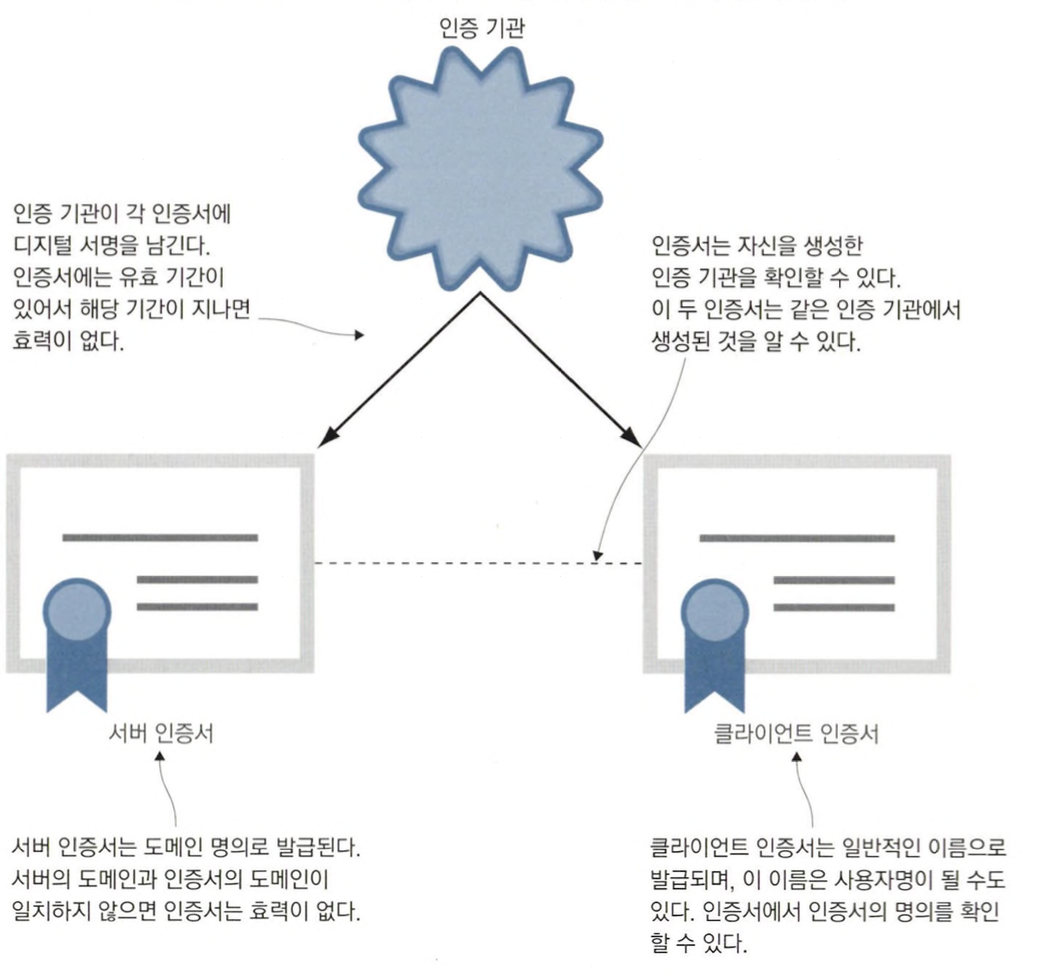 인증 기관
인증 기관이 각 인증서에
디지털 서명을 남긴다.
인증서에는 유효 기간이
있어서 해당 기간이 지나면
효력이 없다.
인증서는 자신을 생성한
인증 기관을 확인할 수 있다.
이 두 인증서는 같은 인증 기관에서
생성된 것을 알 수 있다.
서버 인증서
클라이언트 인증서
서버 인증서는 도메인 명의로 발급된다.
서버의 도메인과 인증서의 도메인이
일치하지 않으면 인증서는 효력이 없다.
클라이언트 인증서는 일반적인 이름으로
발급되며, 이 이름은 사용자명이 될 수도
있다. 인증서에서 인증서의 명의를 확인
할 수 있다.